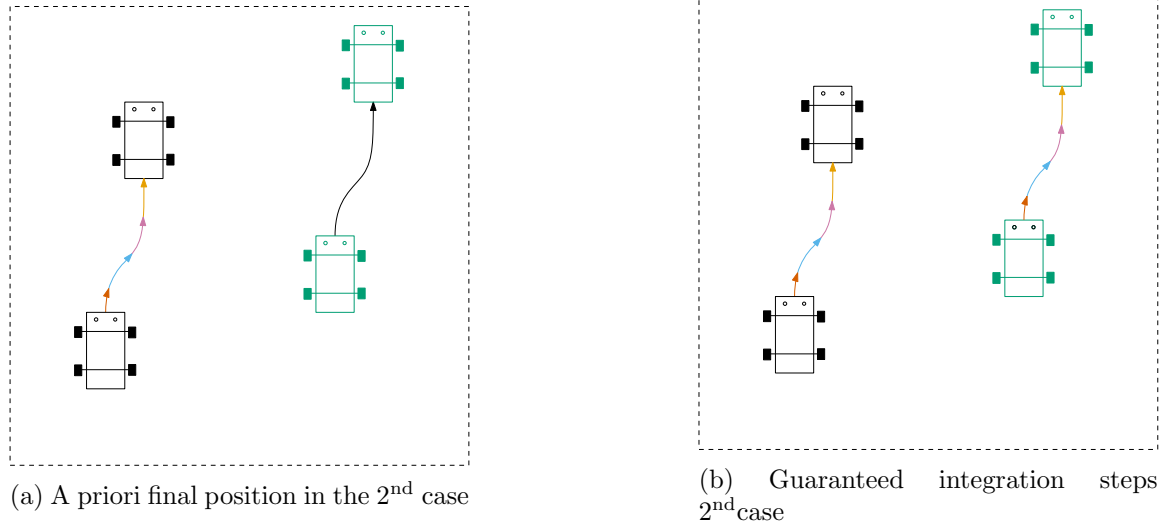 (a) A priori final position in the 2nd case
(b) Guaranteed integration steps
2ndcase